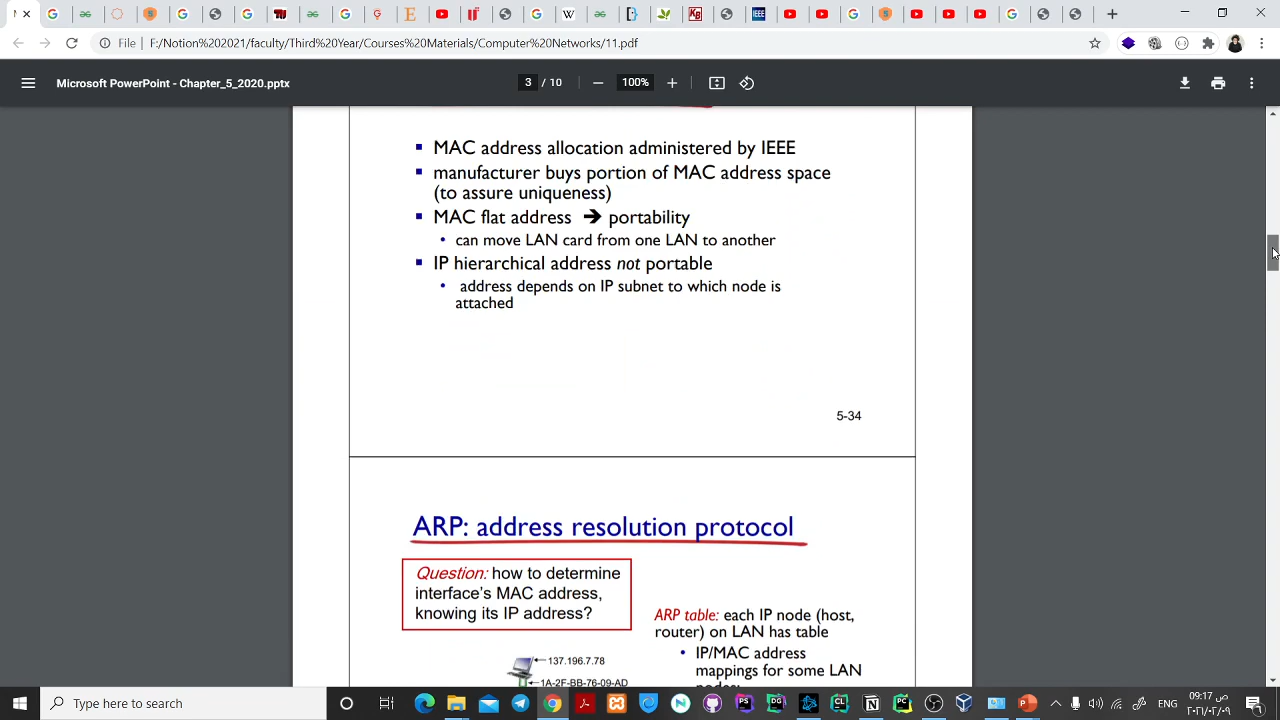 File
F:/Notion%202021/faculty/Third Year/Courses'Materials/Computer%20Networks/11.pdf
Microsoft PowerPoint - Chapter_5_2020.pptx
3 / 10
100%
MAC address allocation administered by IEEE
manufacturer buys portion of MAC address space
(to assure uniqueness)
MAC flat address ➔ portability
can move LAN card from one LAN to another
IP hierarchical address not portable
address depends on IP subnet to which node is
attached
5-34
ARP: address resolution protocol
Question: how to determine
interface's MAC address,
knowing its IP address?
ARP table: each IP node (host,
router) on LAN has table
IP/MAC address
mappings for some LAN
137.196.7.78
1A-2F-BB-76-09-AD
Type here to search
09:17 ص